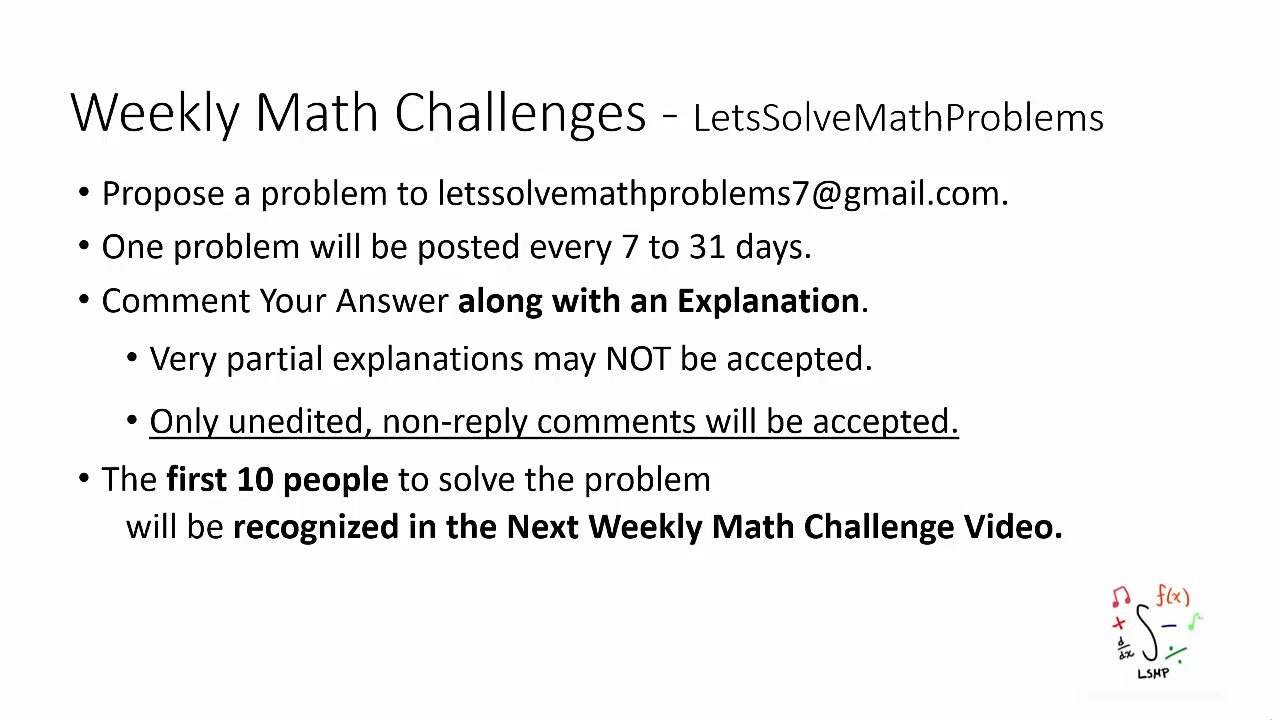 Weekly Math Challenges - LetsSolveMathProblems
• Propose a problem to letssolvemathproblems7@gmail.com.
• One problem will be posted every 7 to 31 days.
• Comment Your Answer along with an Explanation.
• Very partial explanations may NOT be accepted.
• Only unedited, non-reply comments will be accepted.
• The first 10 people to solve the problem
will be recognized in the Next Weekly Math Challenge Video.
f(x)
+ ∫ −
d/dx ÷
LSMP